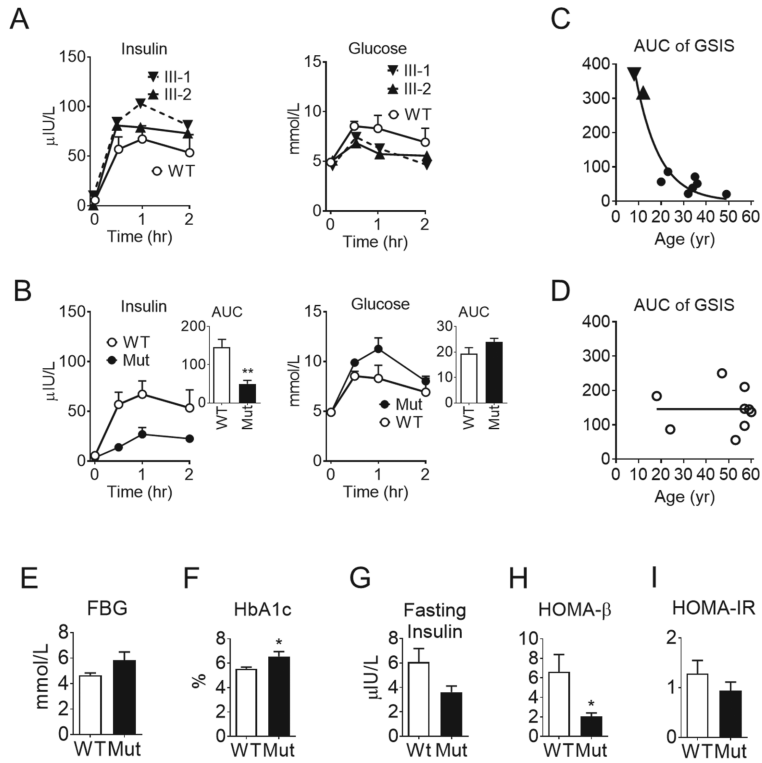 A
Insulin
150
100
50
0
μIU/L
III-1
III-2
WT
0 1 2
Time (hr)
Glucose
15
10
5
0
mmol/L
III-1
III-2
WT
0 1 2
Time (hr)
C
AUC of GSIS
400
300
200
100
0
0 10 20 30 40 50 60
Age (yr)
B
Insulin
150
100
50
0
μIU/L
WT
Mut
0 1 2
Time (hr)
AUC
200
100
0
**
WT
Mut
Glucose
15
10
5
0
mmol/L
Mut
WT
0 1 2
Time (hr)
AUC
30
20
10
0
WT
Mut
D
AUC of GSIS
400
300
200
100
0
0 10 20 30 40 50 60
Age (yr)
E
FBG
8
6
4
2
0
mmol/L
WT Mut
F
HbA1c
8
6
4
2
0
%
*
WT Mut
G
Fasting
Insulin
8
6
4
2
0
μIU/L
Wt Mut
H
HOMA-β
10
8
6
4
2
0
*
WT Mut
I
HOMA-IR
2
1
0
WT Mut